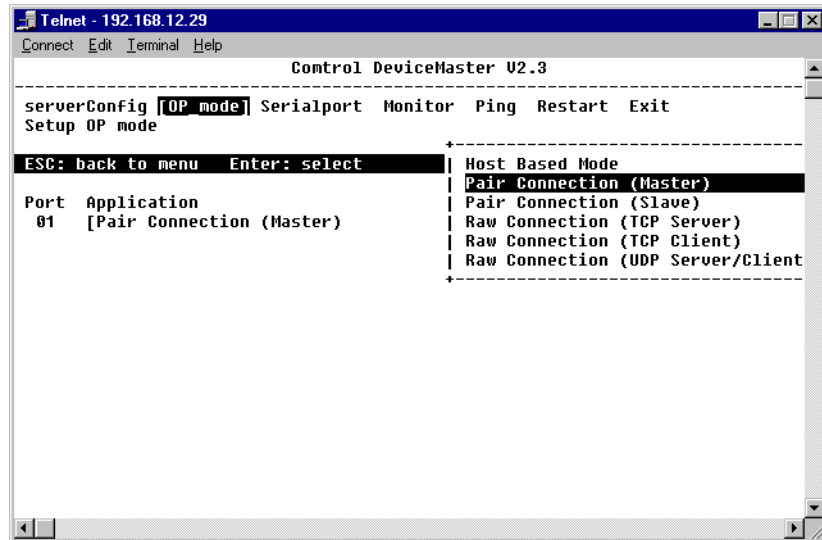 Telnet - 192.168.12.29
Connect Edit Terminal Help
Comtrol DeviceMaster V2.3
serverConfig [OP mode] Serialport Monitor Ping Restart Exit
Setup OP mode
ESC: back to menu Enter: select
Host Based Mode
Pair Connection (Master)
Port Application
Pair Connection (Slave)
01 [Pair Connection (Master)
Raw Connection (TCP Server)
Raw Connection (TCP Client)
Raw Connection (UDP Server/Client